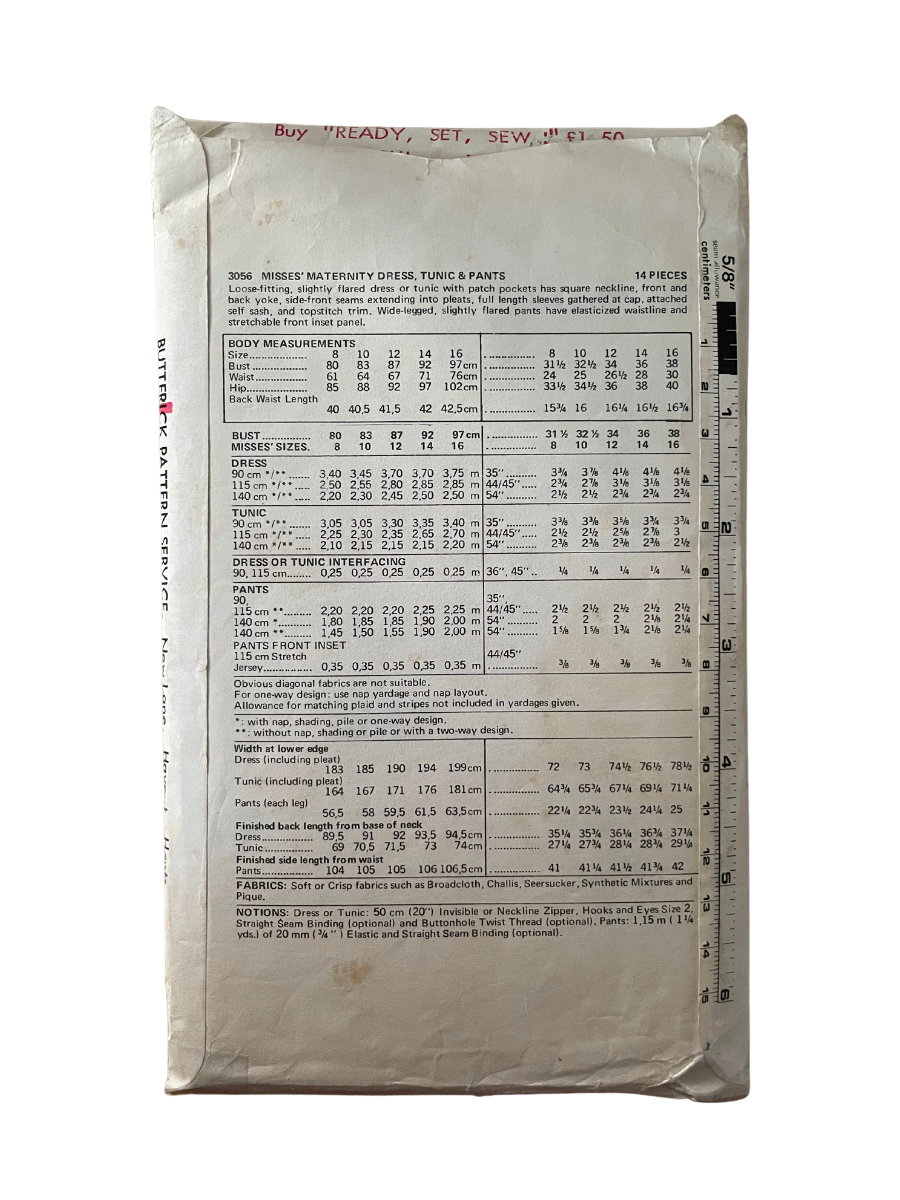 Buy "READY, SET, SEW,!" £1.50
3056 MISSES' MATERNITY DRESS, TUNIC & PANTS 14 PIECES
Loose-fitting, slightly flared dress or tunic with patch pockets has square neckline, front and
back yoke, side-front seams extending into pleats, full length sleeves gathered at cap, attached
self sash, and topstitch trim. Wide-legged, slightly flared pants have elasticized waistline and
stretchable front inset panel.
BODY MEASUREMENTS
Size................... 8 10 12 14 16 ............... 8 10 12 14 16
Bust ................... 80 83 87 92 97cm ............... 31½ 32½ 34 36 38
Waist ................. 61 64 67 71 76cm ............... 24 25 26½ 28 30
Hip..................... 85 88 92 97 102cm ............... 33½ 34½ 36 38 40
Back Waist Length
40 40,5 41,5 42 42,5cm ............... 15¾ 16 16¼ 16½ 16¾
BUST................ 80 83 87 92 97cm ............... 31 ½ 32 ½ 34 36 38
MISSES' SIZES. 8 10 12 14 16 8 10 12 14 16
DRESS
90 cm */** ....... 3,40 3,45 3,70 3,70 3,75 m 35" .......... 3¾ 3⅞ 4⅛ 4⅛ 4⅛
115 cm */** ..... 2,50 2,55 2,80 2,85 2,85 m 44/45" ..... 2¾ 2⅞ 3⅛ 3⅛ 3⅛
140 cm */** ..... 2,20 2,30 2,45 2,50 2,50 m 54" .......... 2½ 2½ 2¾ 2¾ 2¾
TUNIC
90 cm */** ....... 3,05 3,05 3,30 3,35 3,40 m 35" .......... 3⅜ 3⅜ 3⅝ 3¾ 3¾
115 cm */** ..... 2,25 2,30 2,35 2,65 2,70 m 44/45" ..... 2½ 2½ 2⅝ 2⅞ 3
140 cm */** ..... 2,10 2,15 2,15 2,15 2,20 m 54" .......... 2⅜ 2⅜ 2⅜ 2⅜ 2½
DRESS OR TUNIC INTERFACING
90, 115 cm........ 0,25 0,25 0,25 0,25 0,25 m 36", 45" .. ¼ ¼ ¼ ¼ ¼
PANTS
90, 35",
115 cm **......... 2,20 2,20 2,20 2,25 2,25 m 44/45" ..... 2½ 2½ 2½ 2½ 2½
140 cm *........... 1,80 1,85 1,85 1,90 2,00 m 54" .......... 2 2 2 2⅛ 2¼
140 cm **......... 1,45 1,50 1,55 1,90 2,00 m 54" .......... 1⅝ 1⅝ 1¾ 2⅛ 2¼
PANTS FRONT INSET
115 cm Stretch 44/45"
Jersey................ 0,35 0,35 0,35 0,35 0,35 m ............... ⅜ ⅜ ⅜ ⅜ ⅜
Obvious diagonal fabrics are not suitable.
For one-way design: use nap yardage and nap layout.
Allowance for matching plaid and stripes not included in yardages given.
*: with nap, shading, pile or one-way design.
**: without nap, shading or pile or with a two-way design.
Width at lower edge
Dress (including pleat)
183 185 190 194 199cm ............... 72 73 74½ 76½ 78½
Tunic (including pleat)
164 167 171 176 181cm ............... 64¾ 65¾ 67¼ 69¼ 71¼
Pants (each leg)
56,5 58 59,5 61,5 63,5cm ............... 22¼ 22¾ 23½ 24¼ 25
Finished back length from base of neck
Dress................ 89,5 91 92 93,5 94,5cm ............... 35¼ 35¾ 36¼ 36¾ 37¼
Tunic ............... 69 70,5 71,5 73 74cm ............... 27¼ 27¾ 28¼ 28¾ 29¼
Finished side length from waist
Pants................ 104 105 105 106 106,5cm ............... 41 41¼ 41½ 41¾ 42
FABRICS: Soft or Crisp fabrics such as Broadcloth, Challis, Seersucker, Synthetic Mixtures and
Pique.
NOTIONS: Dress or Tunic: 50 cm (20") Invisible or Neckline Zipper, Hooks and Eyes Size 2,
Straight Seam Binding (optional) and Buttonhole Twist Thread (optional). Pants: 1,15 m ( 1¼
yds.) of 20 mm ( ¾ " ) Elastic and Straight Seam Binding (optional).
BUTTERICK PATTERN SERVICE
5/8"
seam allowance
centimeters
1 2 3 4 5 6 7 8 9 10 11 12 13 14 15
1 2 3 4 5 6